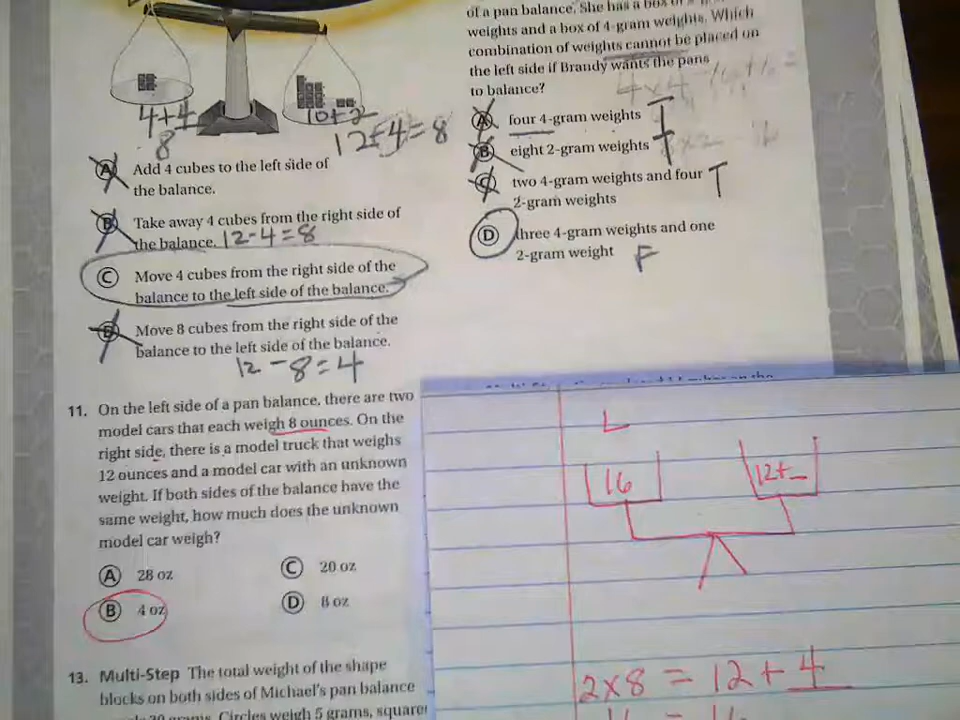 4+4
8
10+2
12-4=8
A Add 4 cubes to the left side of
the balance.
B Take away 4 cubes from the right side of
the balance. 12-4=8
C Move 4 cubes from the right side of the
balance to the left side of the balance.
Move 8 cubes from the right side of the
balance to the left side of the balance.
12-8=4
11. On the left side of a pan balance, there are two
model cars that each weigh 8 ounces. On the
right side, there is a model truck that weighs
12 ounces and a model car with an unknown
weight. If both sides of the balance have the
same weight, how much does the unknown
model car weigh?
A 28 oz
B 4 oz
C 20 oz
D 8 oz
13. Multi-Step The total weight of the shape
blocks on both sides of Michael's pan balance
grams. Circles weigh 5 grams, square
of a pan balance. She has a box of
weights and a box of 4-gram weights. Which
combination of weights cannot be placed on
the left side if Brandy wants the pans
to balance?
4x4
A four 4-gram weights T
B eight 2-gram weights T
C two 4-gram weights and four T
2-gram weights
D three 4-gram weights and one
2-gram weight F
L
16
12+_
2x8 = 12+4
16 = 16